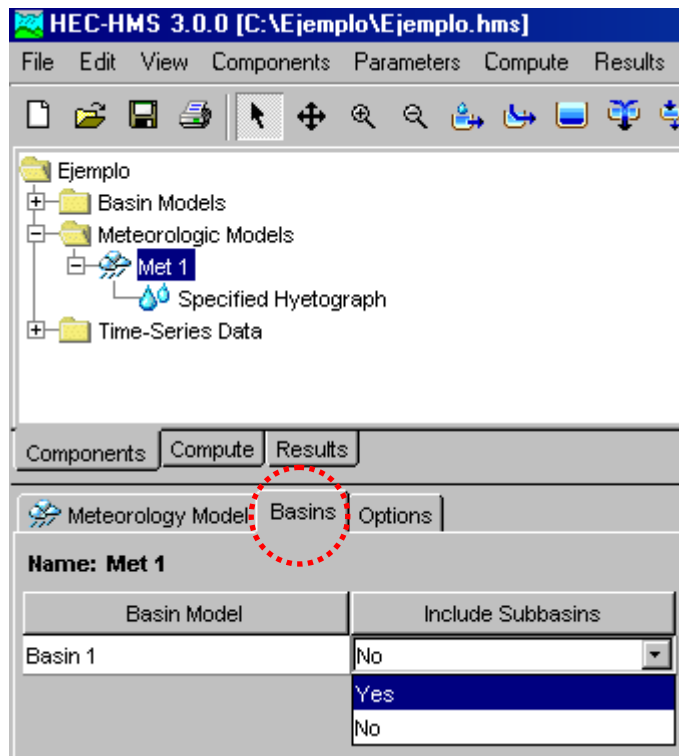 HEC-HMS 3.0.0 [C:\Ejemplo\Ejemplo.hms]
File Edit View Components Parameters Compute Results
Ejemplo
Basin Models
Meteorologic Models
Met 1
Specified Hyetograph
Time-Series Data
Components Compute Results
Meteorology Model Basins Options
Name: Met 1
Basin Model Include Subbasins
Basin 1 No
Yes
No